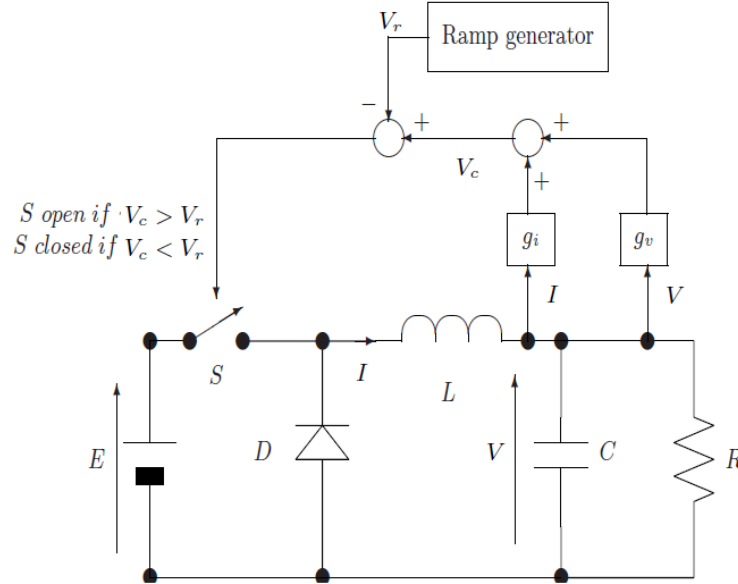 V_r
Ramp generator
−
+
+
V_c
+
S open if V_c > V_r
S closed if V_c < V_r
g_i
g_v
I
V
S
I
L
E
D
V
C
R